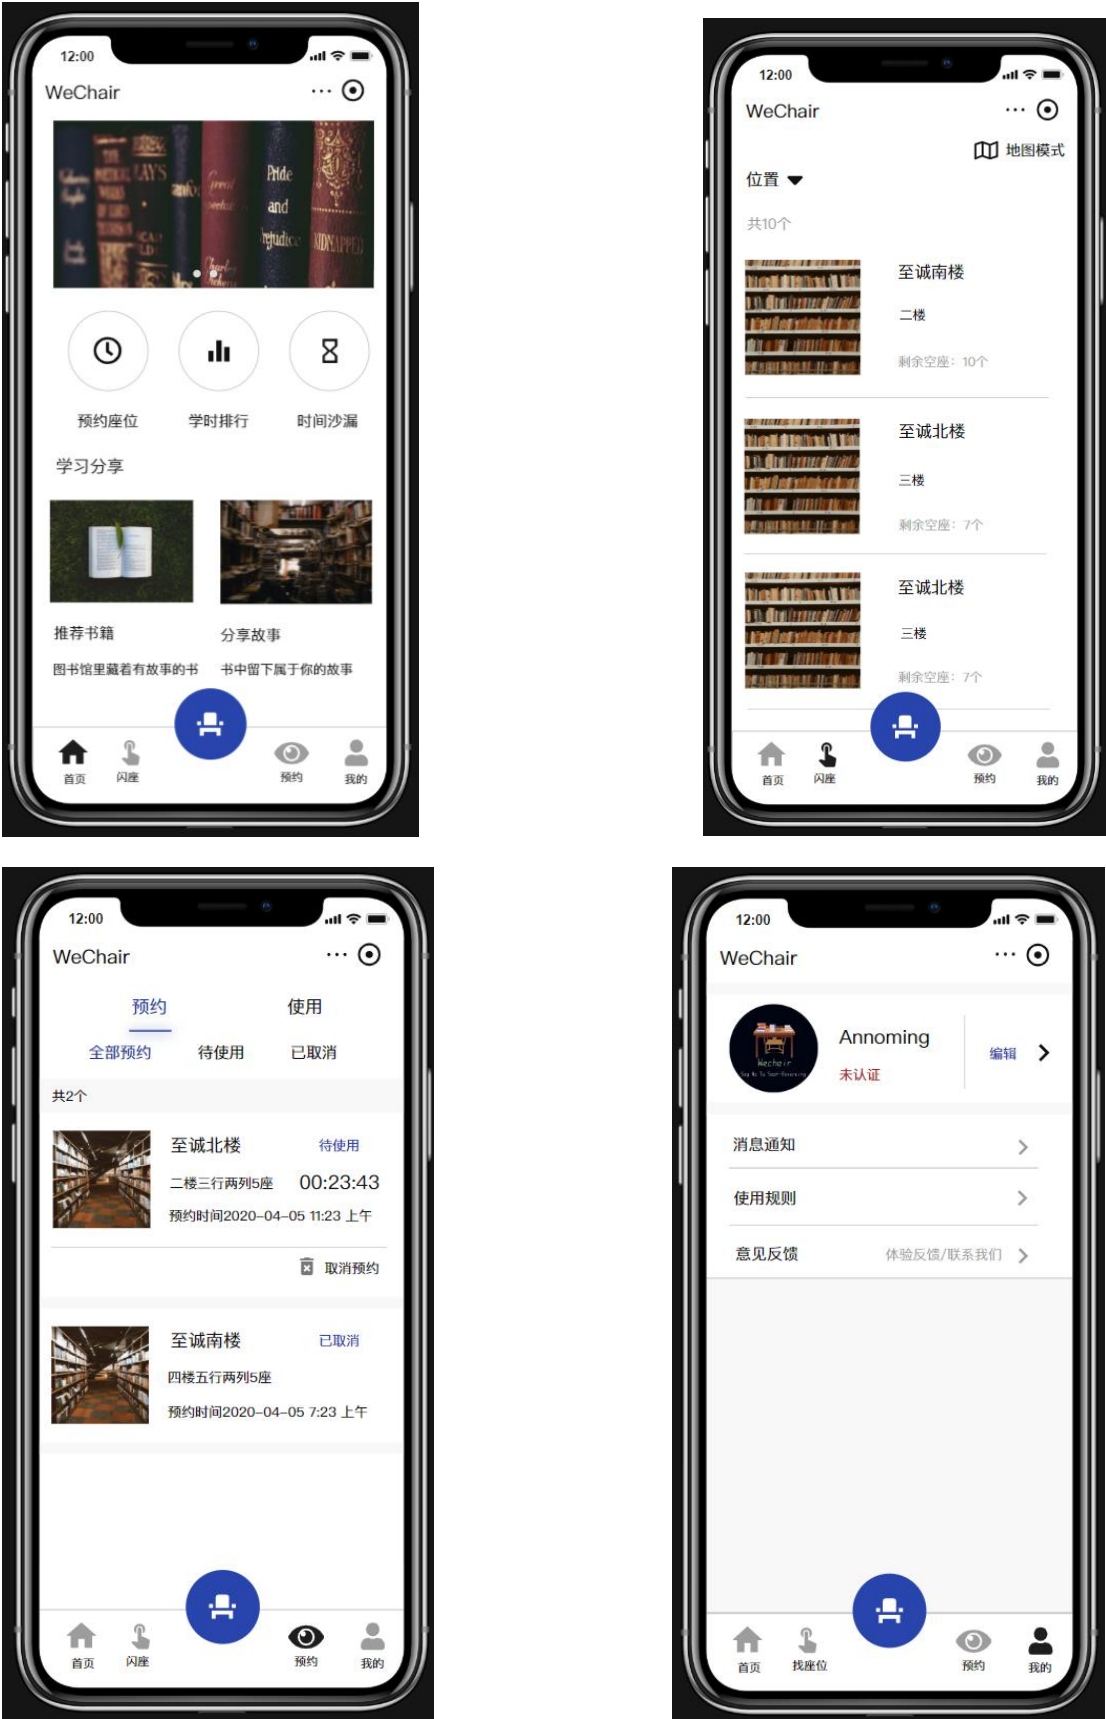 12:00
WeChair
Pride
and
Prejudice
KIDNAPPED
Great
预约座位
学时排行
时间沙漏
学习分享
推荐书籍
分享故事
图书馆里藏着有故事的书
书中留下属于你的故事
首页
闪座
预约
我的
12:00
WeChair
地图模式
位置
共10个
至诚南楼
二楼
剩余空座：10个
至诚北楼
三楼
剩余空座：7个
至诚北楼
三楼
剩余空座：7个
首页
闪座
预约
我的
12:00
WeChair
预约
使用
全部预约
待使用
已取消
共2个
至诚北楼
待使用
二楼三行两列5座
00:23:43
预约时间2020-04-05 11:23 上午
取消预约
至诚南楼
已取消
四楼五行两列5座
预约时间2020-04-05 7:23 上午
首页
闪座
预约
我的
12:00
WeChair
Wechair
Annoming
未认证
编辑
消息通知
使用规则
意见反馈
体验反馈/联系我们
首页
找座位
预约
我的